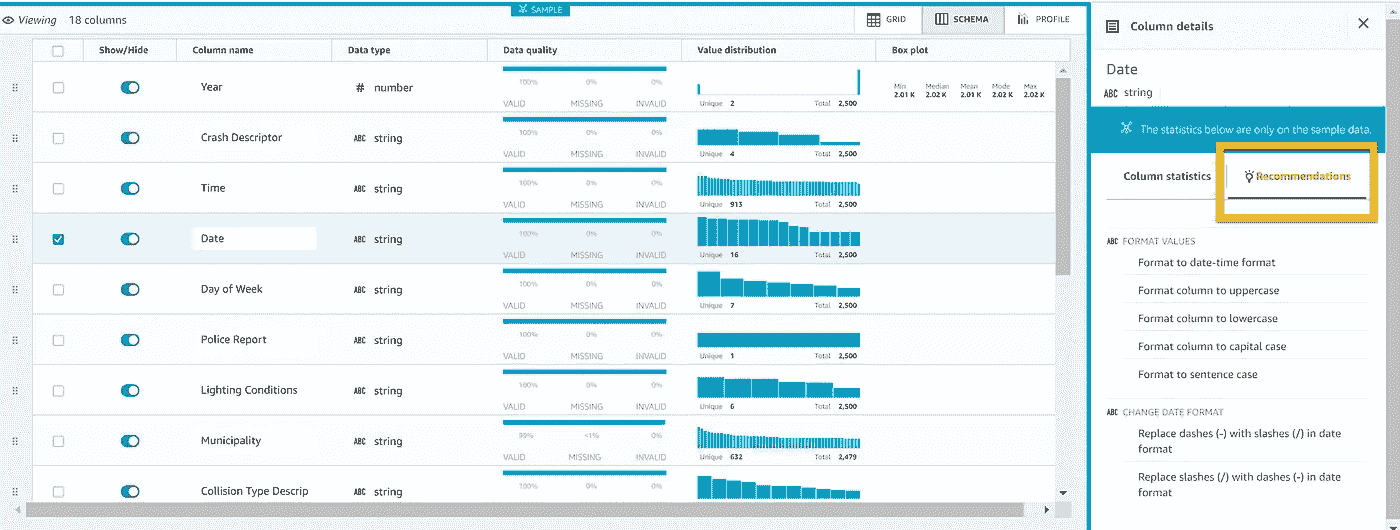 SAMPLE
Viewing 18 columns
GRID
SCHEMA
PROFILE
Show/Hide Column name Data type Data quality Value distribution Box plot
Year # number
100% 0% 0%
VALID MISSING INVALID
Unique 2 Total 2,500
Min Median Mean Mode Max
2.01 K 2.02 K 2.01 K 2.02 K 2.02 K
Crash Descriptor ABC string
100% 0% 0%
VALID MISSING INVALID
Unique 4 Total 2,500
Time ABC string
100% 0% 0%
VALID MISSING INVALID
Unique 913 Total 2,500
Date ABC string
100% 0% 0%
VALID MISSING INVALID
Unique 16 Total 2,500
Day of Week ABC string
100% 0% 0%
VALID MISSING INVALID
Unique 7 Total 2,500
Police Report ABC string
100% 0% 0%
VALID MISSING INVALID
Unique 1 Total 2,500
Lighting Conditions ABC string
100% 0% 0%
VALID MISSING INVALID
Unique 6 Total 2,500
Municipality ABC string
99% <1% 0%
VALID MISSING INVALID
Unique 632 Total 2,479
Collision Type Descrip ABC string
100% 0% 0%
Column details
Date
ABC string
The statistics below are only on the sample data.
Column statistics
Recommendations
ABC FORMAT VALUES
Format to date-time format
Format column to uppercase
Format column to lowercase
Format column to capital case
Format to sentence case
ABC CHANGE DATE FORMAT
Replace dashes (-) with slashes (/) in date
format
Replace slashes (/) with dashes (-) in date
format